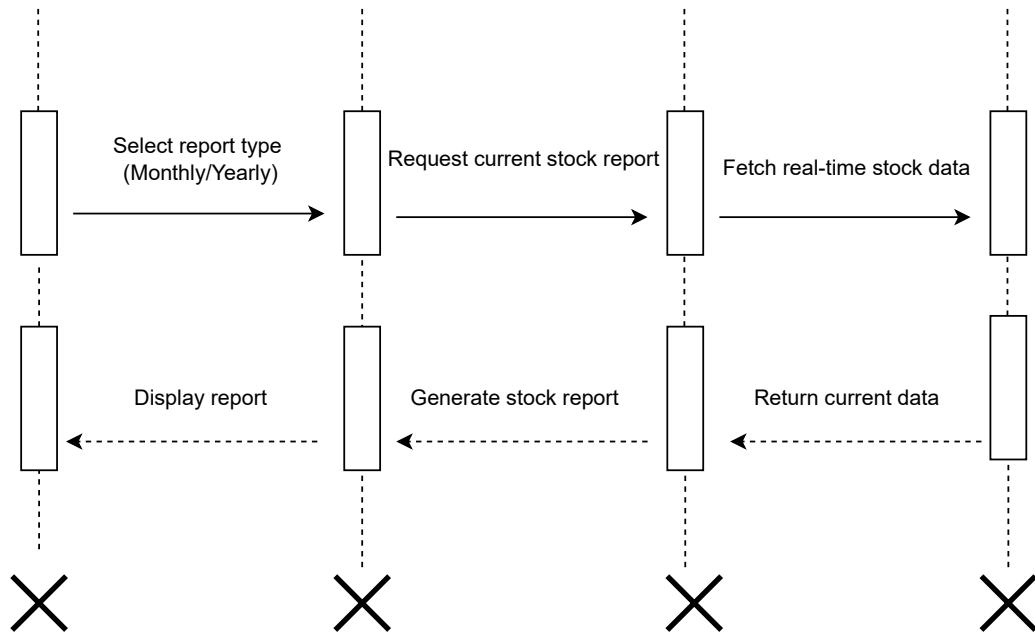 Select report type
(Monthly/Yearly)
Request current stock report
Fetch real-time stock data
Display report
Generate stock report
Return current data